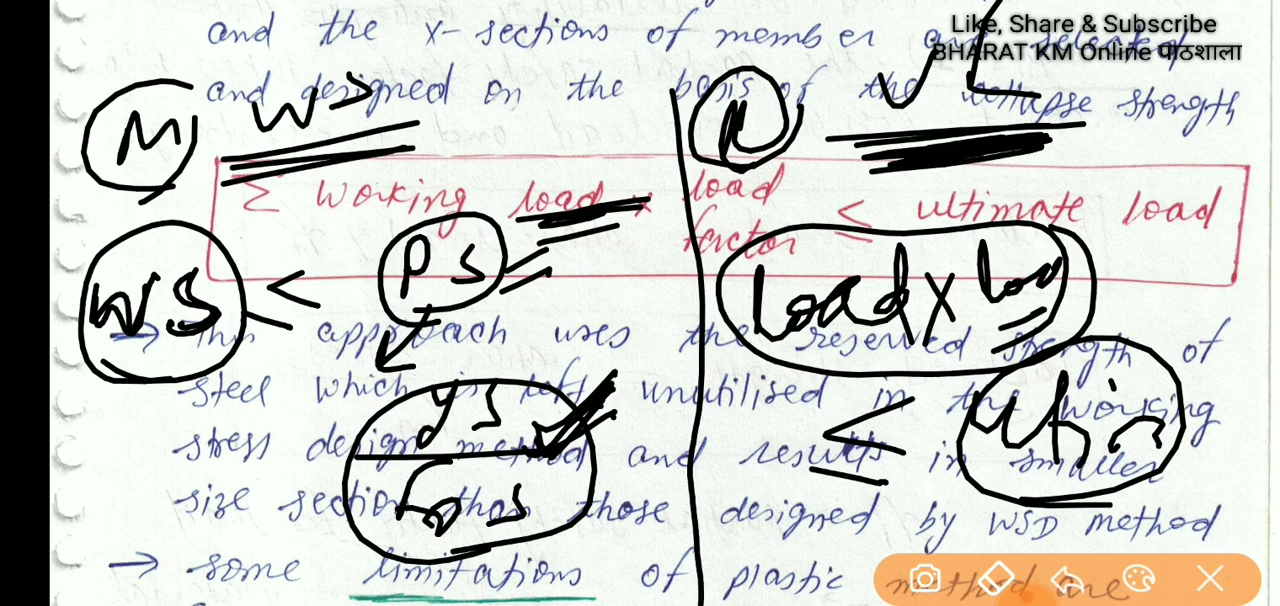 Like, Share & Subscribe
BHARAT KM Online पाठशाला
and the x-sections of member and
and designed on the basis of the collapse strength
M W
Σ working load x load factor ≤ ultimate load
WS < PS
Load x
≤
→ This approach uses the reserved strength of
steel which is left unutilised in the working
stress design method and results in smaller
size section than those designed by WSD method
YS
FOS
→ some limitations of plastic method are